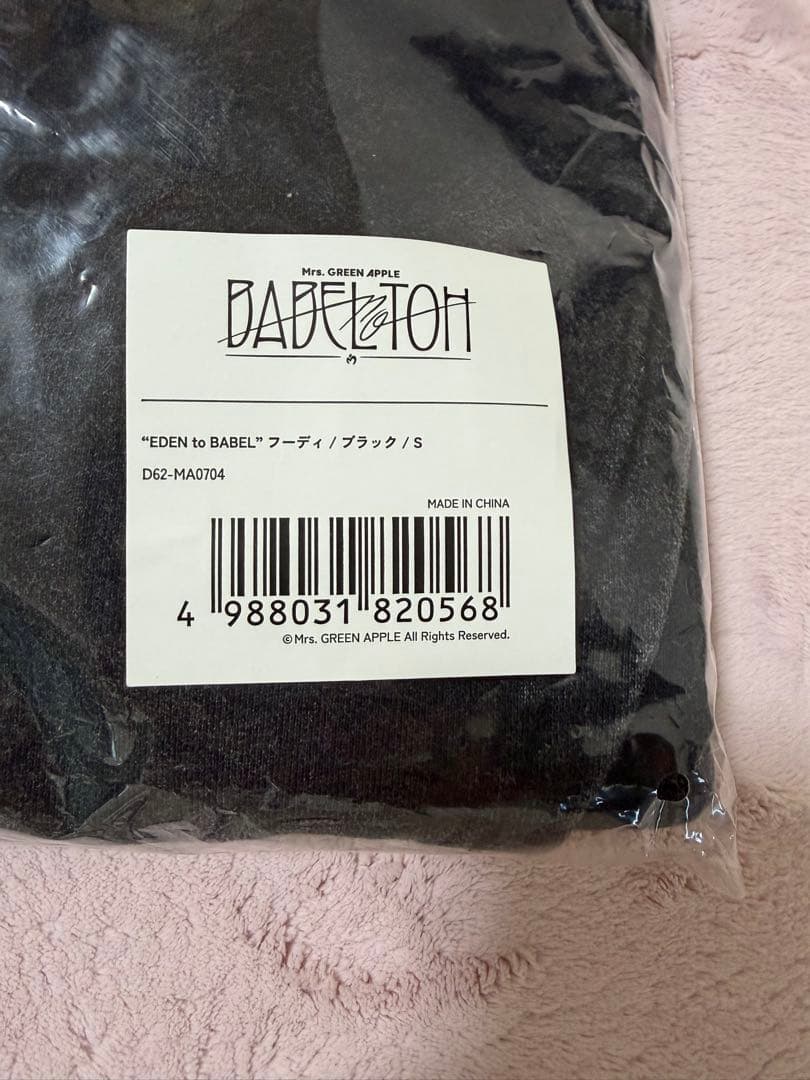 Mrs. GREEN APPLE
BABEL no TOH
“EDEN to BABEL” フーディ / ブラック / S
D62-MA0704
MADE IN CHINA
4 988031 820568
©Mrs. GREEN APPLE All Rights Reserved.